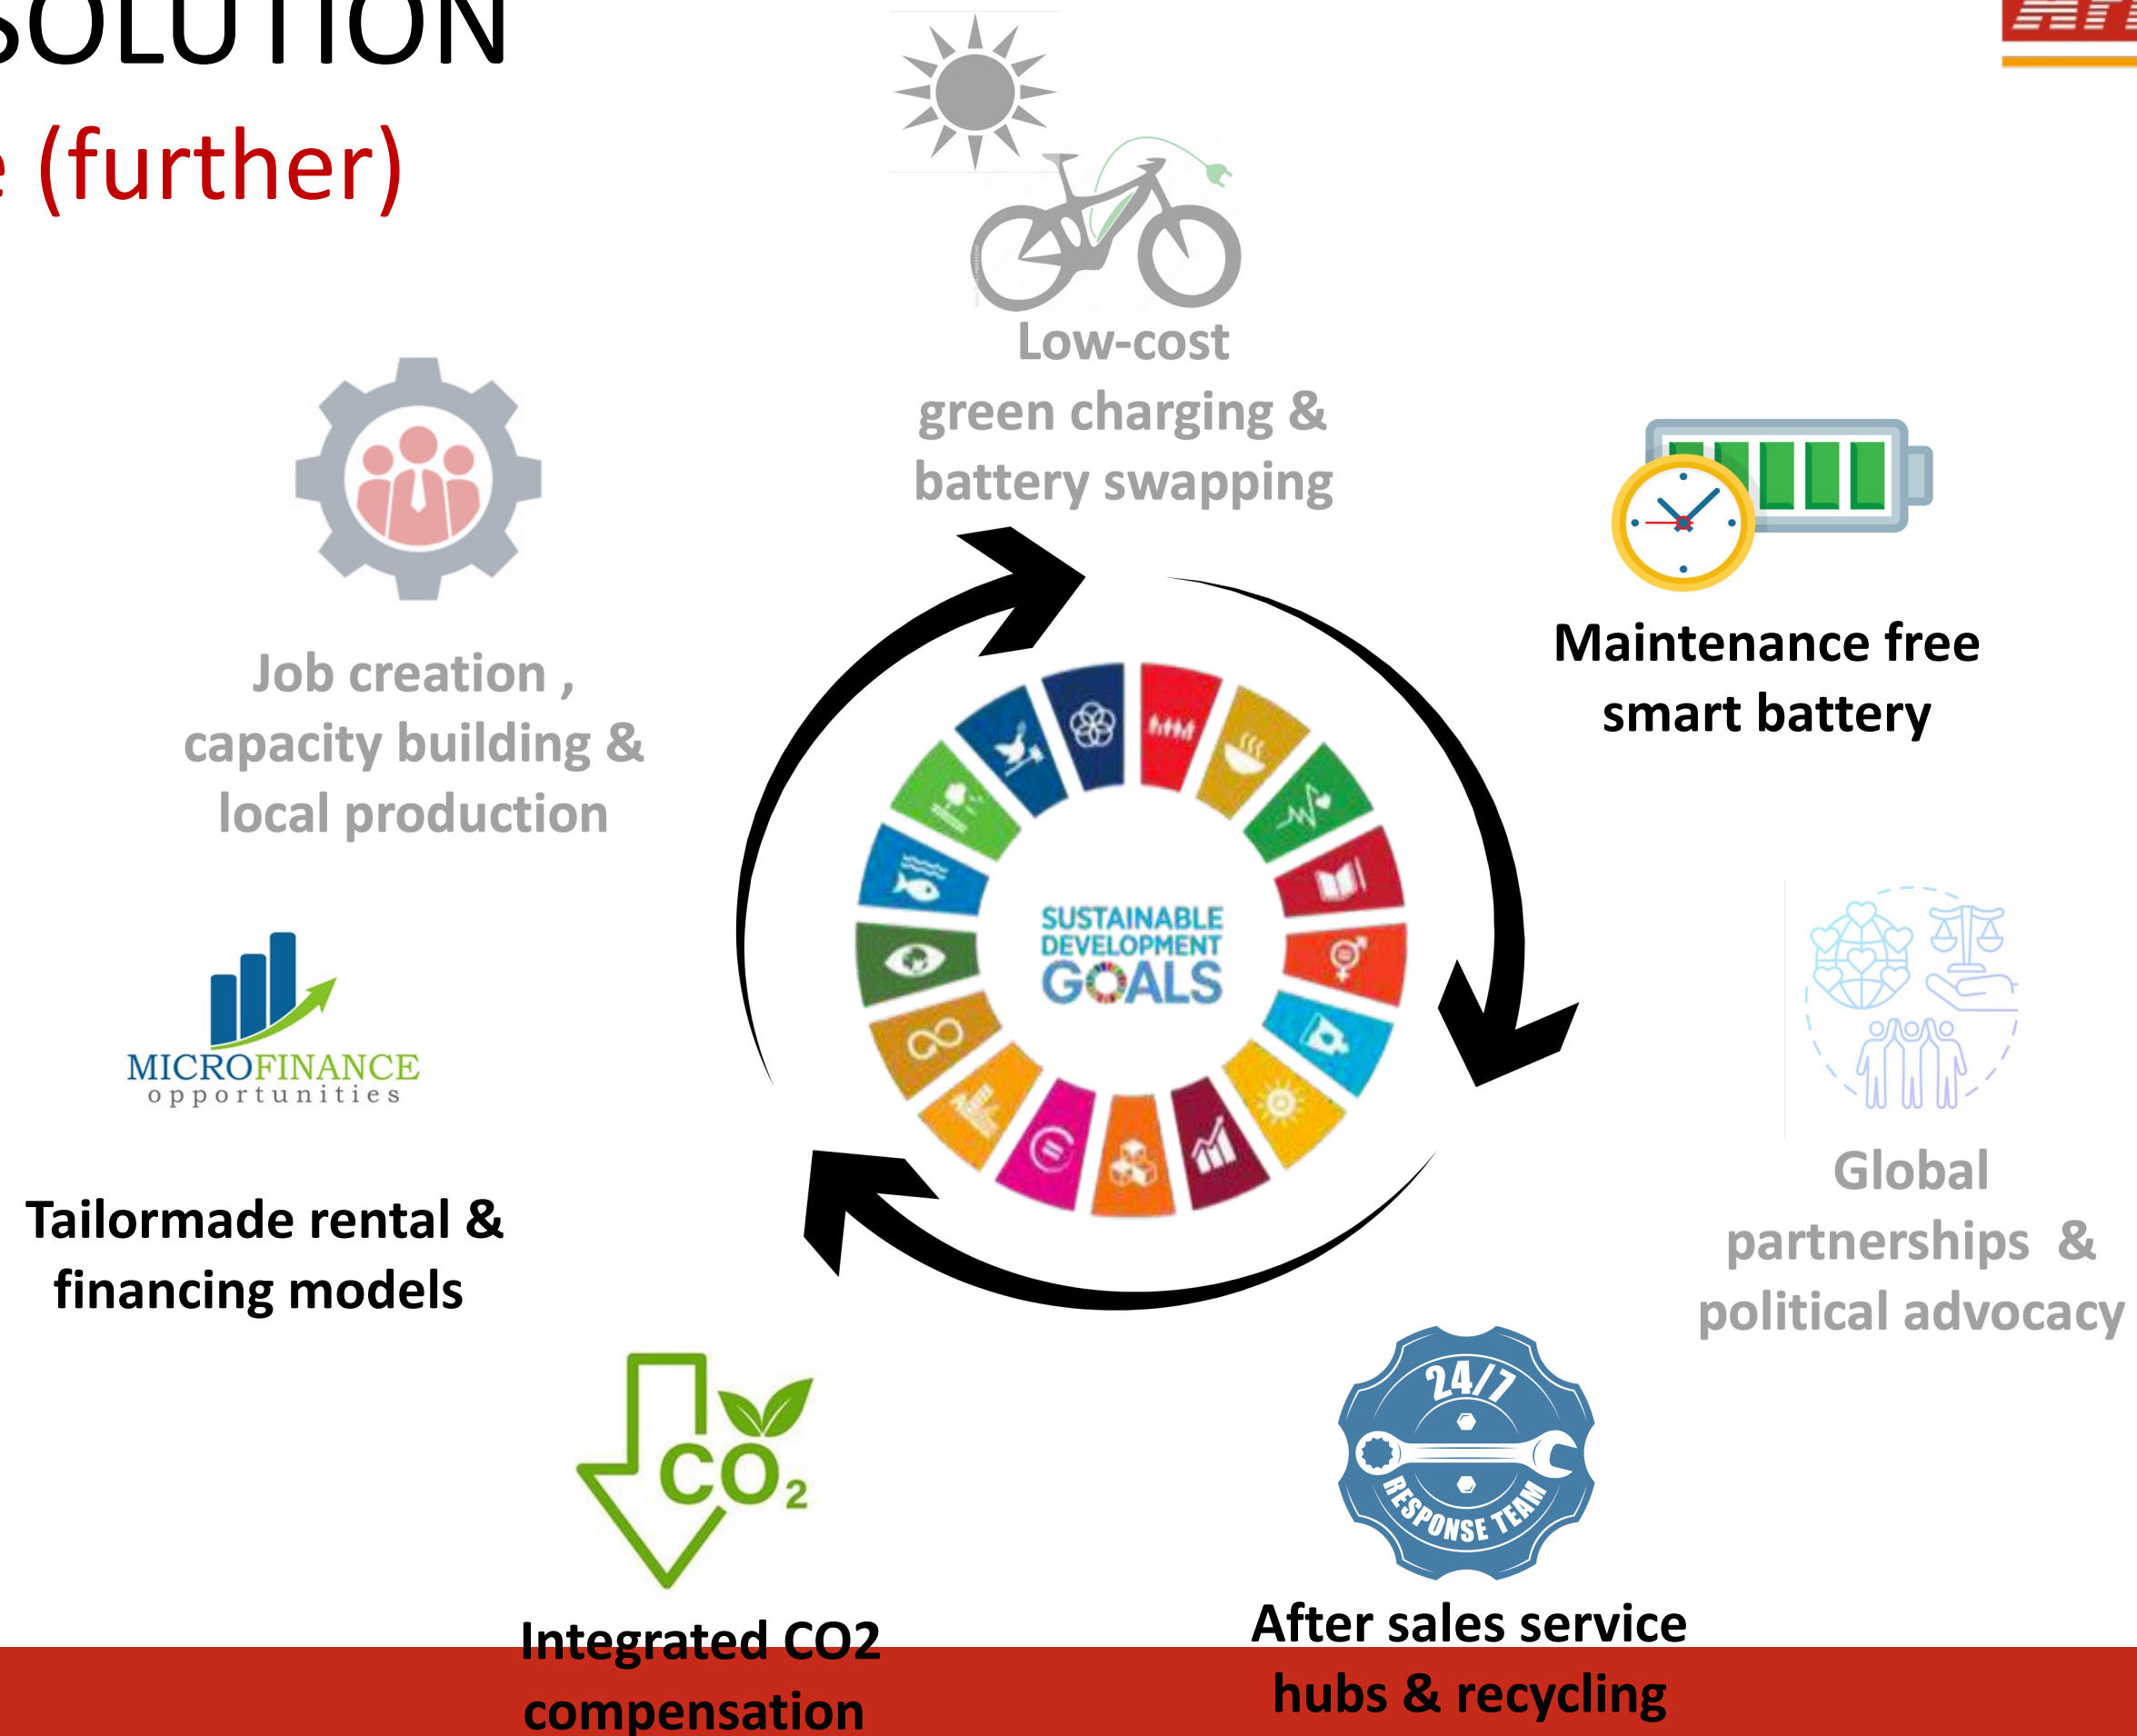 SOLUTION
(further)
Low-cost
green charging &
battery swapping
Maintenance free
smart battery
Job creation ,
capacity building &
local production
SUSTAINABLE
DEVELOPMENT
GOALS
MICROFINANCE
opportunities
Tailormade rental &
financing models
Global
partnerships &
political advocacy
CO2
24/7
RESPONSE TEAM
Integrated CO2
compensation
After sales service
hubs & recycling